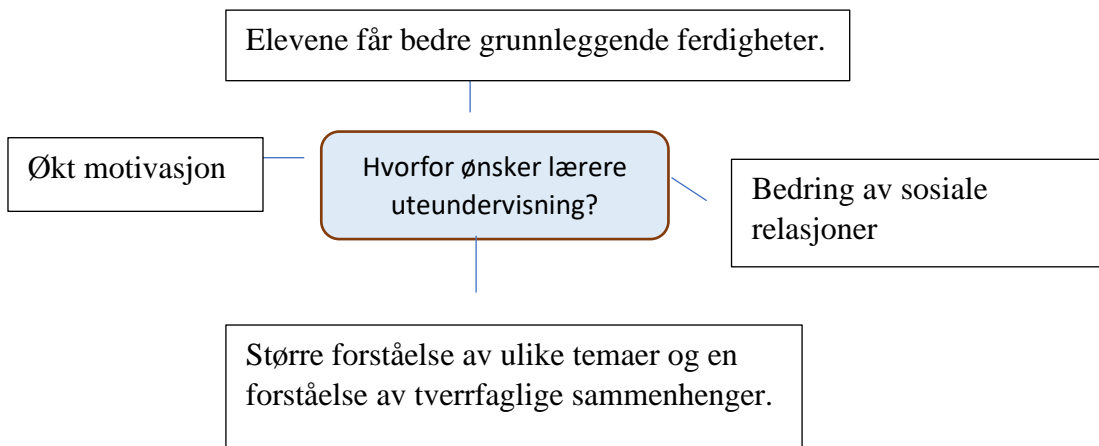 Elevene får bedre grunnleggende ferdigheter.
Økt motivasjon
Hvorfor ønsker lærere
uteundervisning?
Bedring av sosiale
relasjoner
Større forståelse av ulike temaer og en
forståelse av tverrfaglige sammenhenger.